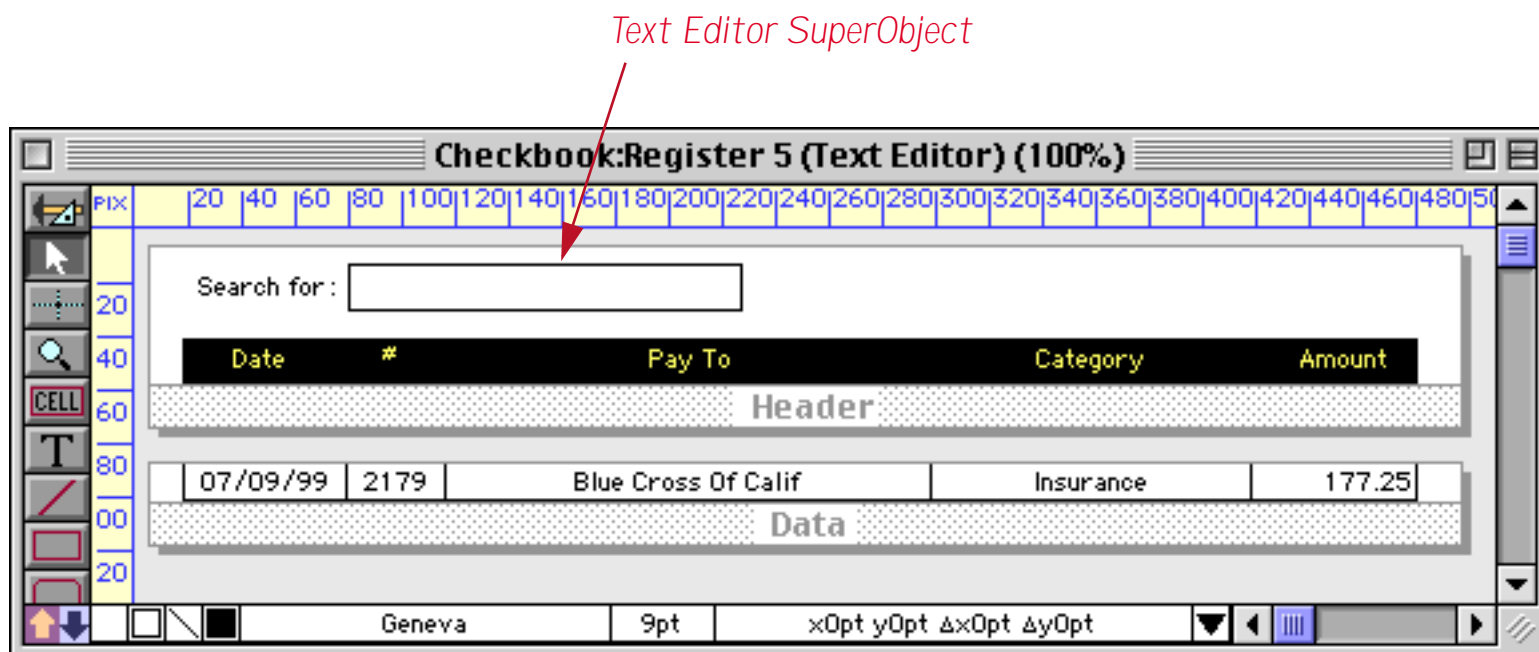 Text Editor SuperObject
Checkbook:Register 5 (Text Editor) (100%)
PIX 20 40 60 80 100 120 140 160 180 200 220 240 260 280 300 320 340 360 380 400 420 440 460 480 50
Search for:
20
Date # Pay To Category Amount
40
CELL
Header
60
T
80
07/09/99 2179 Blue Cross Of Calif Insurance 177.25
00
Data
20
Geneva 9pt x0pt y0pt Δx0pt Δy0pt